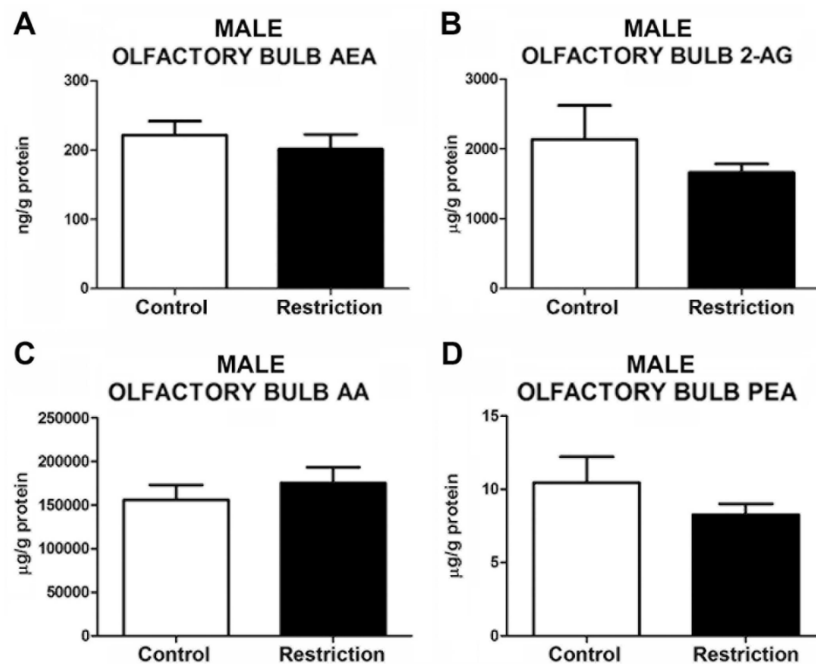 A
MALE
OLFACTORY BULB AEA
300
200
100
0
ng/g protein
Control Restriction
B
MALE
OLFACTORY BULB 2-AG
3000
2000
1000
0
µg/g protein
Control Restriction
C
MALE
OLFACTORY BULB AA
250000
200000
150000
100000
50000
0
µg/g protein
Control Restriction
D
MALE
OLFACTORY BULB PEA
15
10
5
0
µg/g protein
Control Restriction